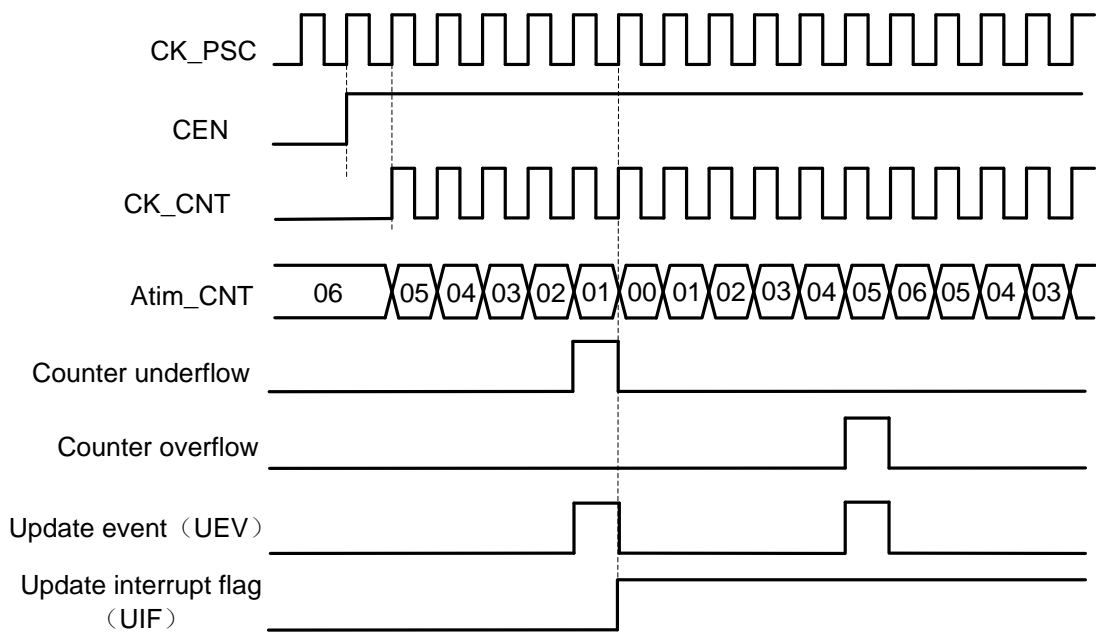 CK_PSC
CEN
CK_CNT
Atim_CNT
06 05 04 03 02 01 00 01 02 03 04 05 06 05 04 03
Counter underflow
Counter overflow
Update event（UEV）
Update interrupt flag
（UIF）